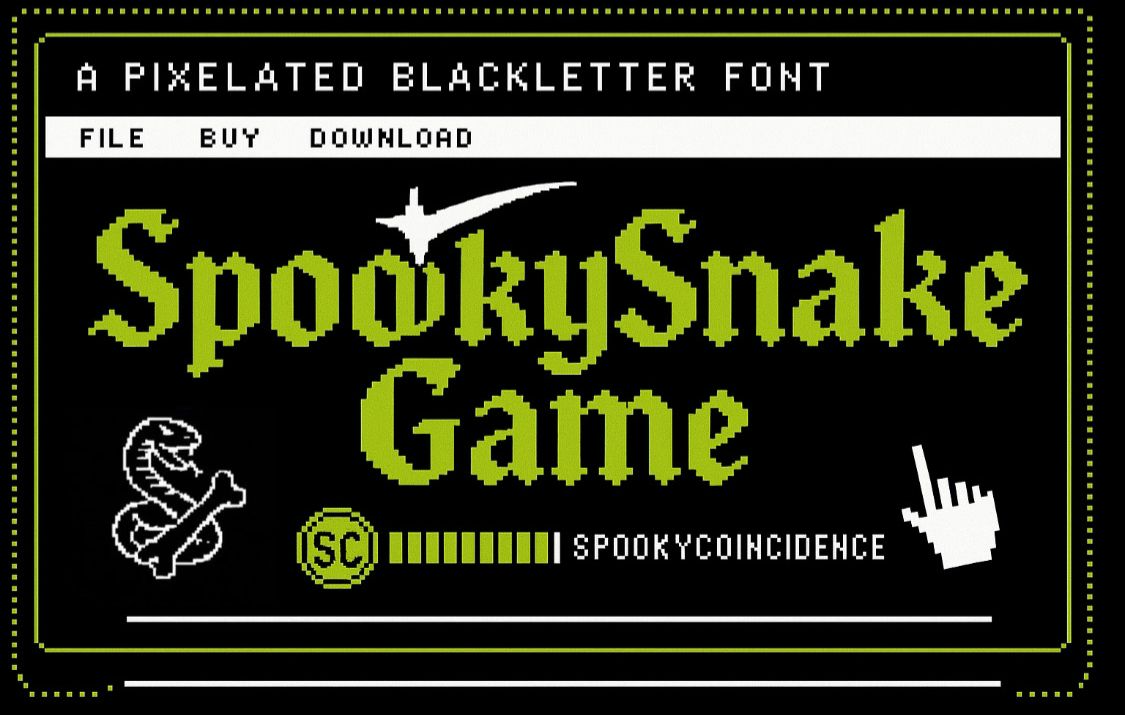 A PIXELATED BLACKLETTER FONT
FILE BUY DOWNLOAD
SpookySnake
Game
SC SPOOKYCOINCIDENCE